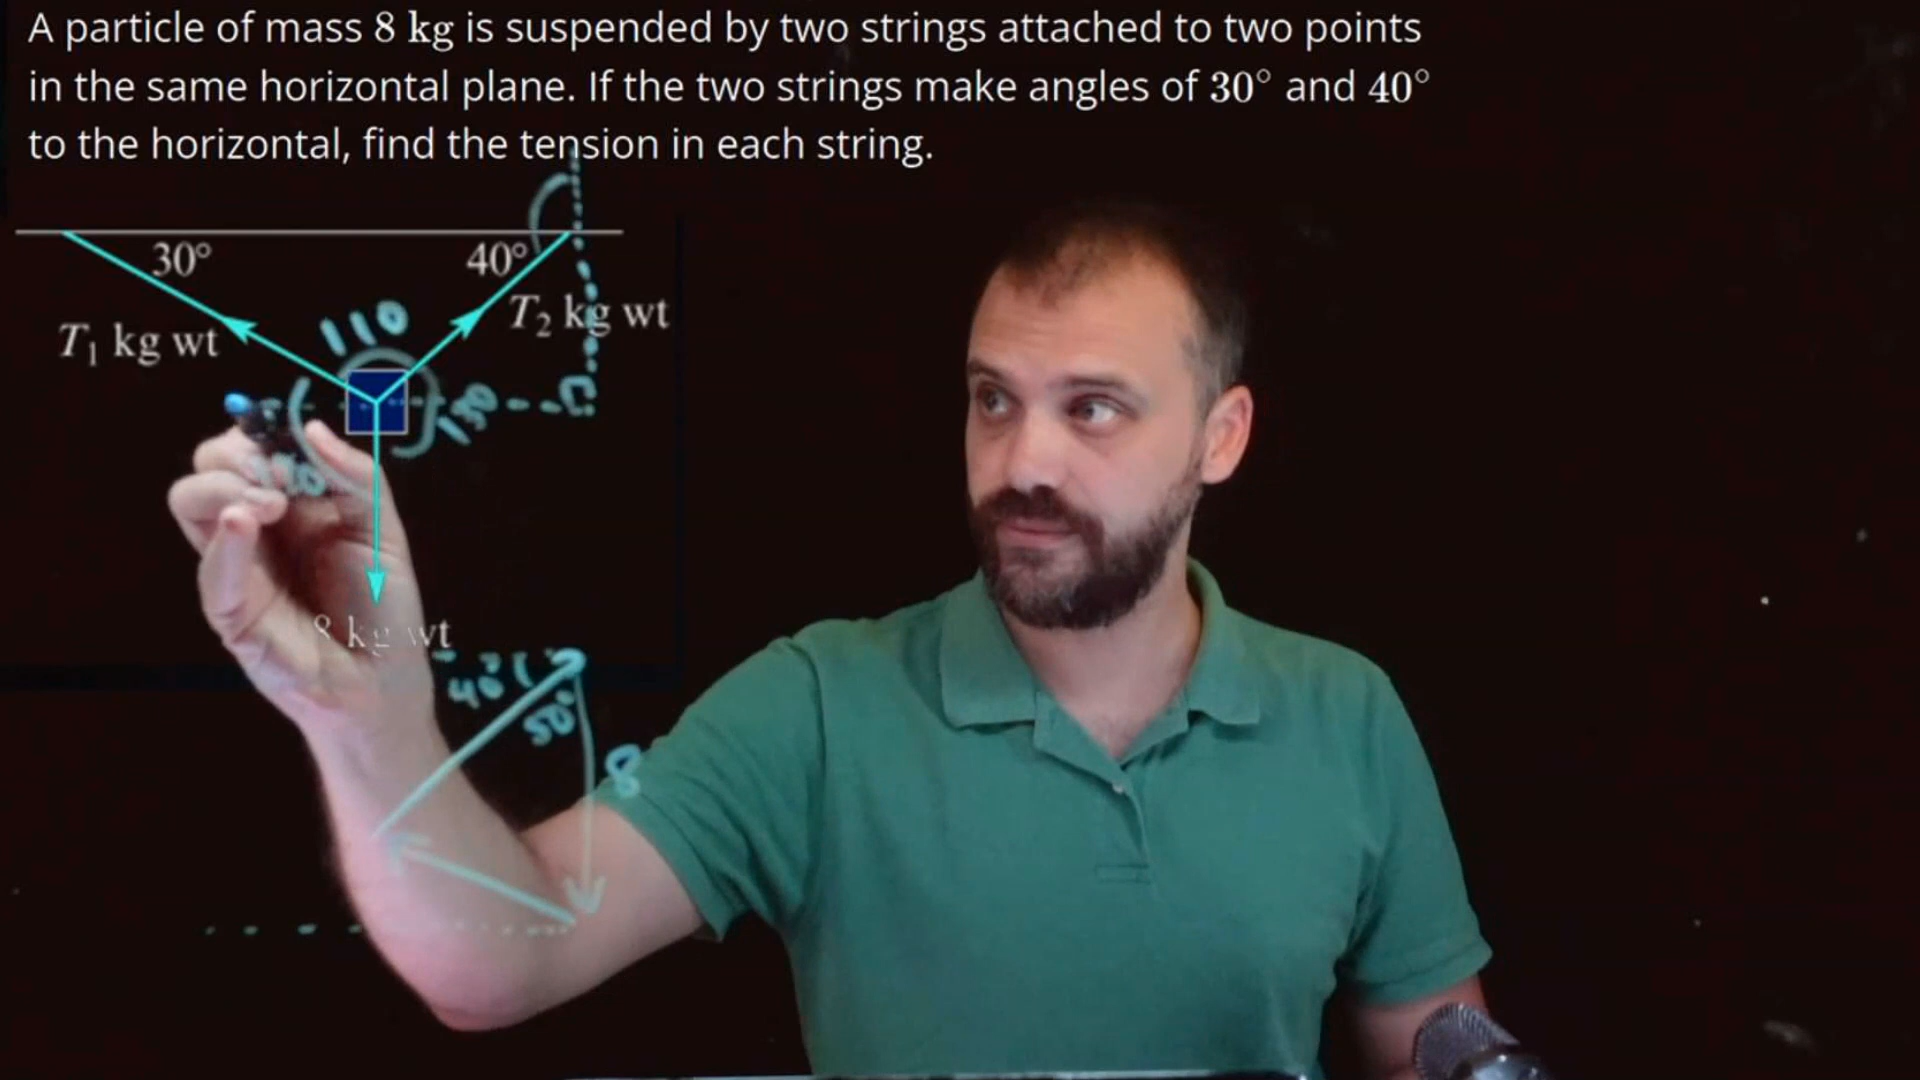 A particle of mass 8 kg is suspended by two strings attached to two points
in the same horizontal plane. If the two strings make angles of 30° and 40°
to the horizontal, find the tension in each string.
30°
40°
T₁ kg wt
T₂ kg wt
110
130
8 kg wt
40°
50°
8